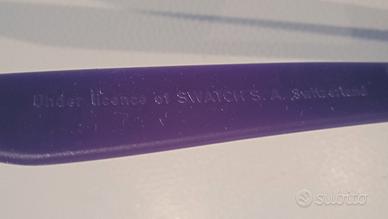 Under licence of SWATCH S. A. Switzerland
subito